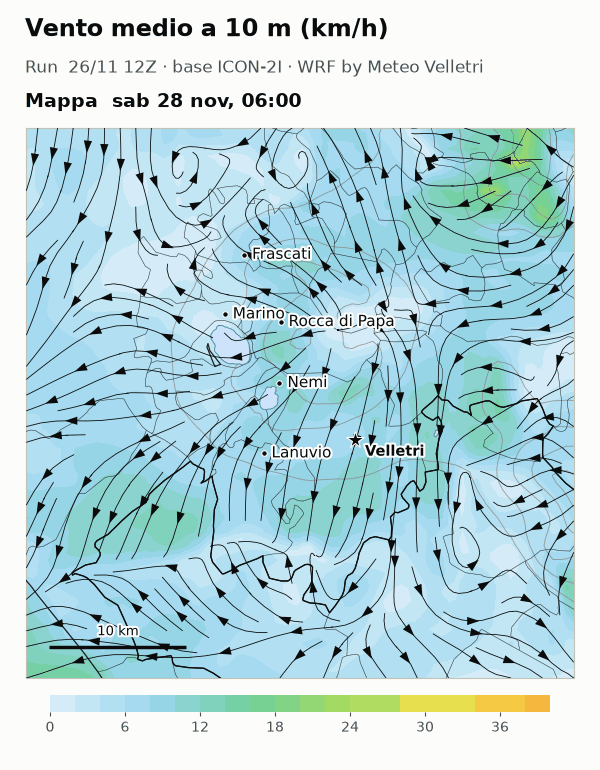 Vento medio a 10 m (km/h)
Run  26/11 12Z · base ICON-2I · WRF by Meteo Velletri
Mappa  sab 28 nov, 06:00
Frascati
Marino
Rocca di Papa
Nemi
Velletri
Lanuvio
10 km
0 6 12 18 24 30 36